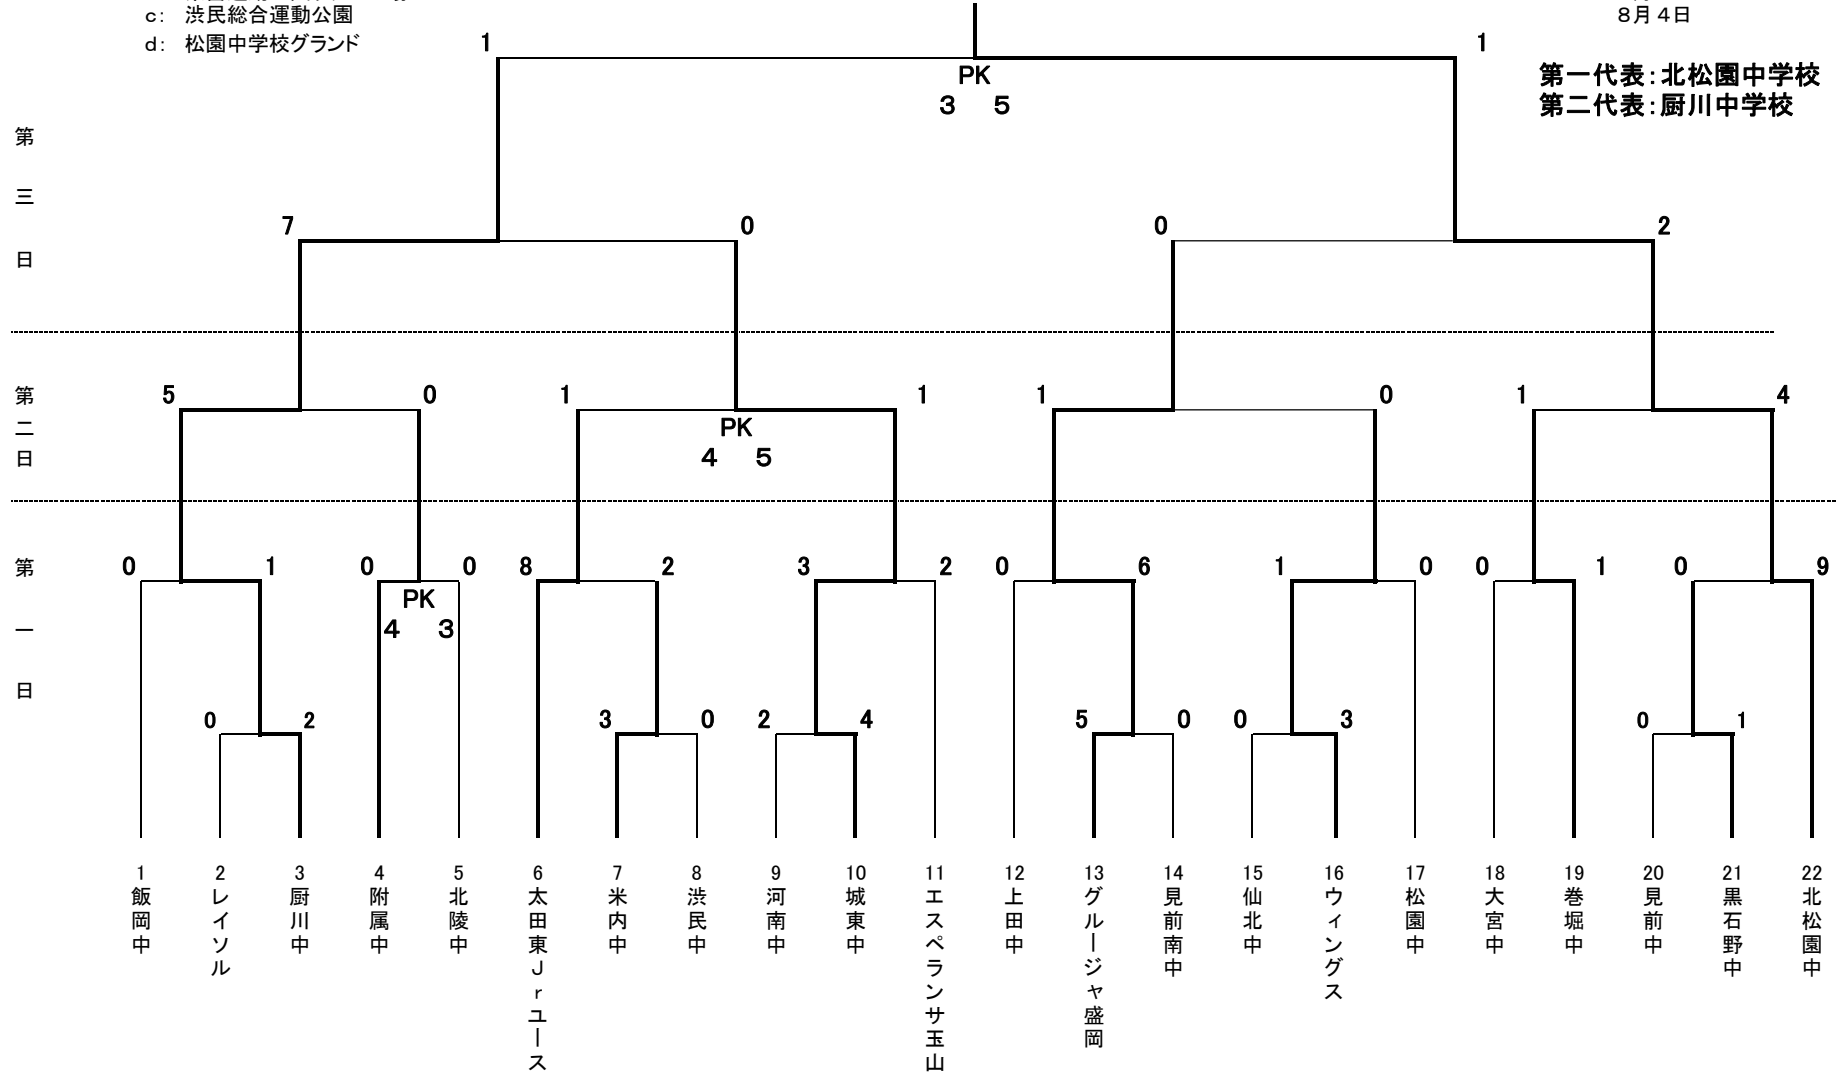 c: 渋民総合運動公園
d: 松園中学校グランド
8月4日
第一代表:北松園中学校
第二代表:厨川中学校
1 1
PK
3 5
第三日
7 0 0 2
第二日
5 0 1 1 1 0 1 4
PK
4 5
第一日
0 1 0 0 8 2 3 2 0 6 1 0 0 1 0 9
PK
4 3
0 2 3 0 2 4 5 0 0 3 0 1
1 飯岡中
2 レイソル
3 厨川中
4 附属中
5 北陵中
6 太田東Jrユース
7 米内中
8 渋民中
9 河南中
10 城東中
11 エスペランサ玉山
12 上田中
13 グルージャ盛岡
14 見前南中
15 仙北中
16 ウィングス
17 松園中
18 大宮中
19 巻堀中
20 見前中
21 黒石野中
22 北松園中